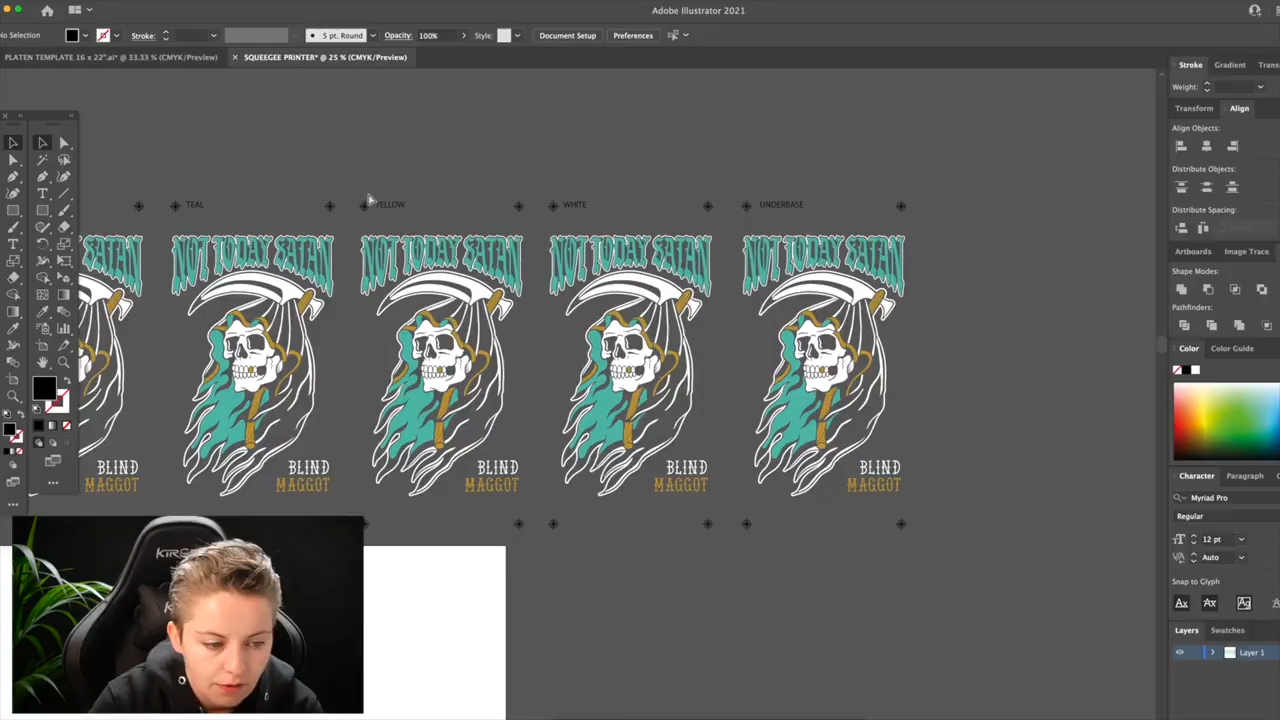 Adobe Illustrator 2021
No Selection
Stroke:
5 pt. Round
Opacity:
100%
Style:
Document Setup
Preferences
PLATEN TEMPLATE 16 x 22".ai* @ 33.33 % (CMYK/Preview)
× SQUEEGEE PRINTER* @ 25 % (CMYK/Preview)
Stroke
Gradient
Trans
Weight:
Transform
Align
Align Objects:
Distribute Objects:
Distribute Spacing:
Artboards
Image Trace
Shape Modes:
Pathfinders:
Color
Color Guide
Character
Paragraph
Myriad Pro
Regular
12 pt
Auto
Snap to Glyph
Layers
Swatches
Layer 1
TEAL
YELLOW
WHITE
UNDERBASE
SATAN
NOT TODAY SATAN
NOT TODAY SATAN
NOT TODAY SATAN
NOT TODAY SATAN
BLIND
MAGGOT
BLIND
MAGGOT
BLIND
MAGGOT
BLIND
MAGGOT
BLIND
MAGGOT